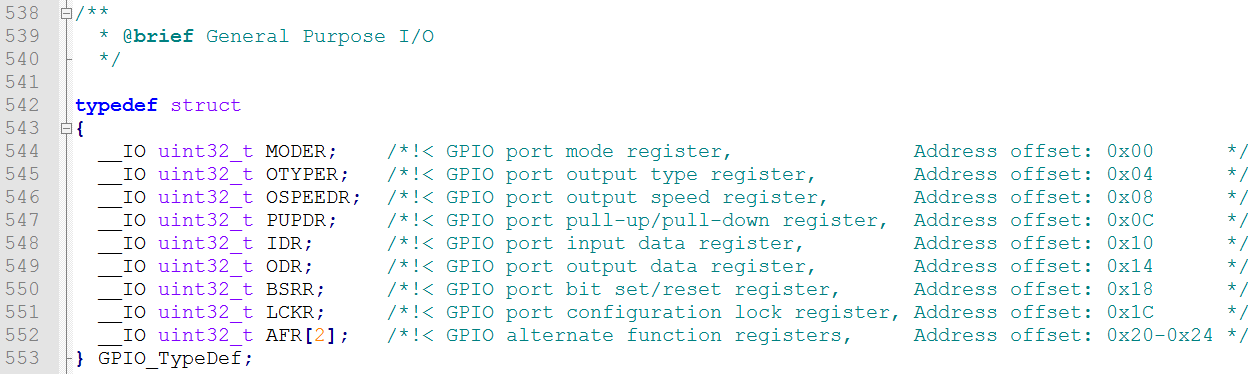 538 /**
539   * @brief General Purpose I/O
540   */
541
542 typedef struct
543 {
544   __IO uint32_t MODER;    /*!< GPIO port mode register,               Address offset: 0x00      */
545   __IO uint32_t OTYPER;   /*!< GPIO port output type register,        Address offset: 0x04      */
546   __IO uint32_t OSPEEDR;  /*!< GPIO port output speed register,       Address offset: 0x08      */
547   __IO uint32_t PUPDR;    /*!< GPIO port pull-up/pull-down register,  Address offset: 0x0C      */
548   __IO uint32_t IDR;      /*!< GPIO port input data register,         Address offset: 0x10      */
549   __IO uint32_t ODR;      /*!< GPIO port output data register,        Address offset: 0x14      */
550   __IO uint32_t BSRR;     /*!< GPIO port bit set/reset register,      Address offset: 0x18      */
551   __IO uint32_t LCKR;     /*!< GPIO port configuration lock register, Address offset: 0x1C      */
552   __IO uint32_t AFR[2];   /*!< GPIO alternate function registers,     Address offset: 0x20-0x24 */
553 } GPIO_TypeDef;